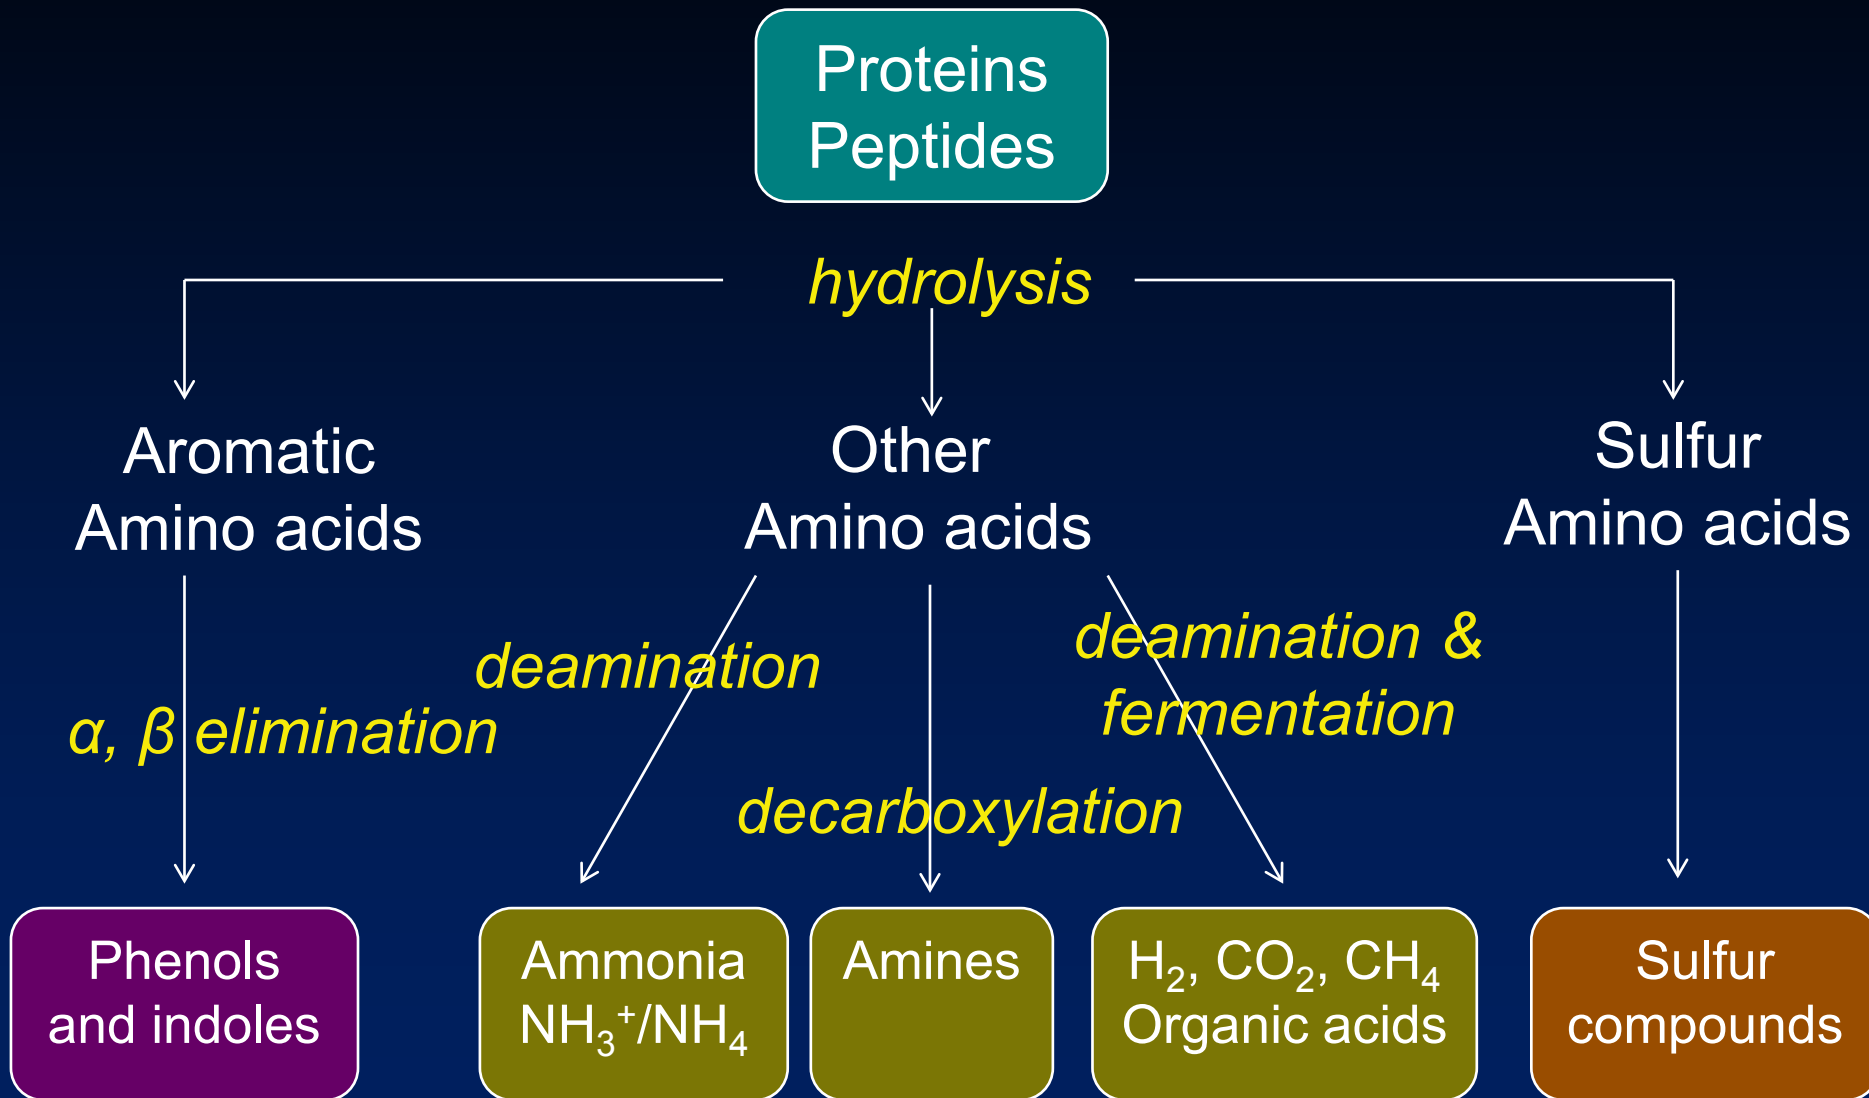 Proteins
Peptides
hydrolysis
Aromatic
Amino acids
Other
Amino acids
Sulfur
Amino acids
α, β elimination
deamination
decarboxylation
deamination &
fermentation
Phenols
and indoles
Ammonia
NH₃⁺/NH₄
Amines
H₂, CO₂, CH₄
Organic acids
Sulfur
compounds